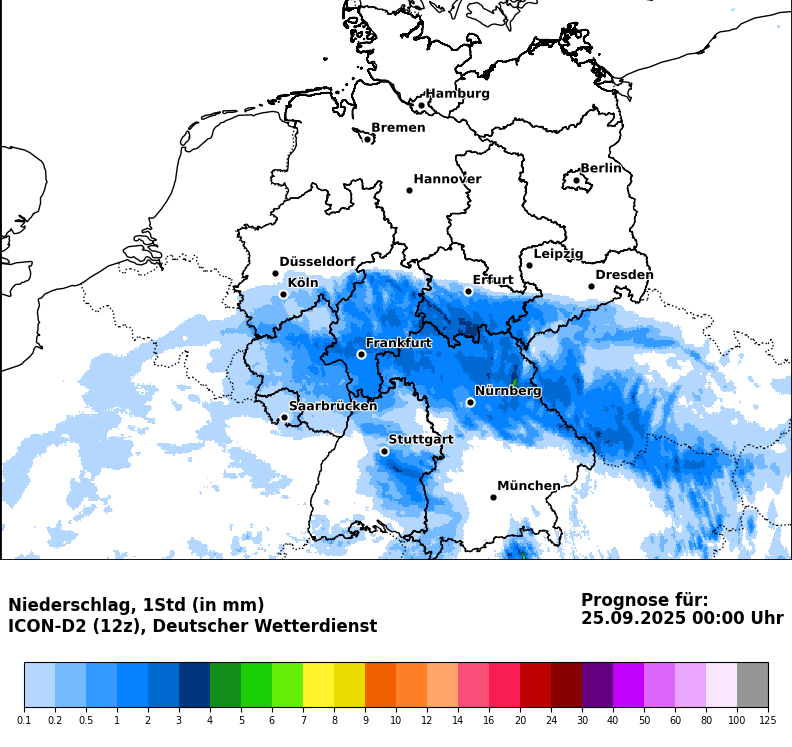 Hamburg
Bremen
Berlin
Hannover
Leipzig
Düsseldorf
Dresden
Köln
Erfurt
Frankfurt
Nürnberg
Saarbrücken
Stuttgart
München
Niederschlag, 1Std (in mm)
ICON-D2 (12z), Deutscher Wetterdienst
Prognose für:
25.09.2025 00:00 Uhr
0.1 0.2 0.5 1 2 3 4 5 6 7 8 9 10 12 14 16 20 24 30 40 50 60 80 100 125